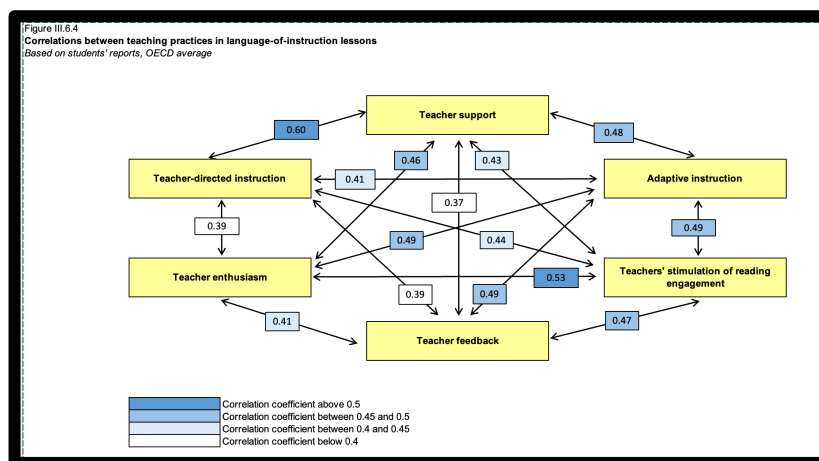 Figure III.6.4
Correlations between teaching practices in language-of-instruction lessons
Based on students' reports, OECD average
Teacher support
0.60
0.48
0.46
0.43
Teacher-directed instruction
0.41
Adaptive instruction
0.37
0.39
0.49
0.44
0.49
Teacher enthusiasm
0.53
Teachers' stimulation of reading
engagement
0.39
0.49
0.41
0.47
Teacher feedback
Correlation coefficient above 0.5
Correlation coefficient between 0.45 and 0.5
Correlation coefficient between 0.4 and 0.45
Correlation coefficient below 0.4